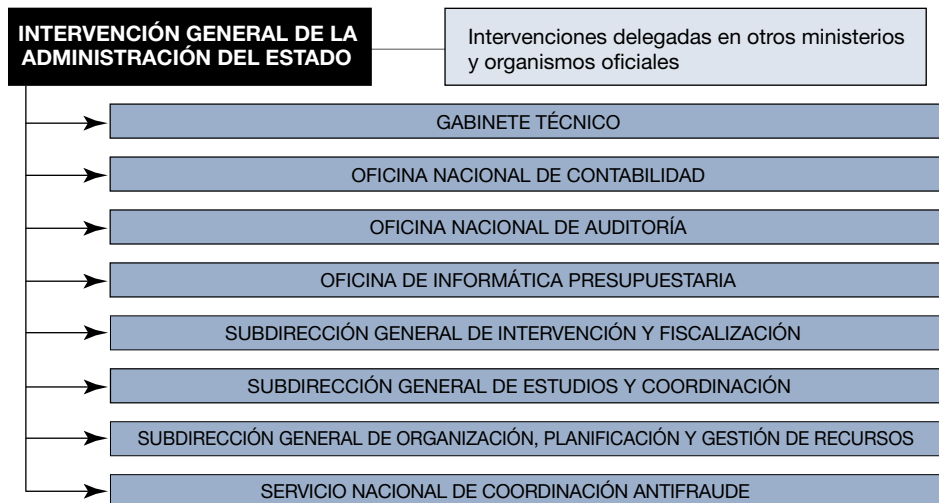 INTERVENCIÓN GENERAL DE LA
ADMINISTRACIÓN DEL ESTADO
Intervenciones delegadas en otros ministerios
y organismos oficiales
GABINETE TÉCNICO
OFICINA NACIONAL DE CONTABILIDAD
OFICINA NACIONAL DE AUDITORÍA
OFICINA DE INFORMÁTICA PRESUPUESTARIA
SUBDIRECCIÓN GENERAL DE INTERVENCIÓN Y FISCALIZACIÓN
SUBDIRECCIÓN GENERAL DE ESTUDIOS Y COORDINACIÓN
SUBDIRECCIÓN GENERAL DE ORGANIZACIÓN, PLANIFICACIÓN Y GESTIÓN DE RECURSOS
SERVICIO NACIONAL DE COORDINACIÓN ANTIFRAUDE